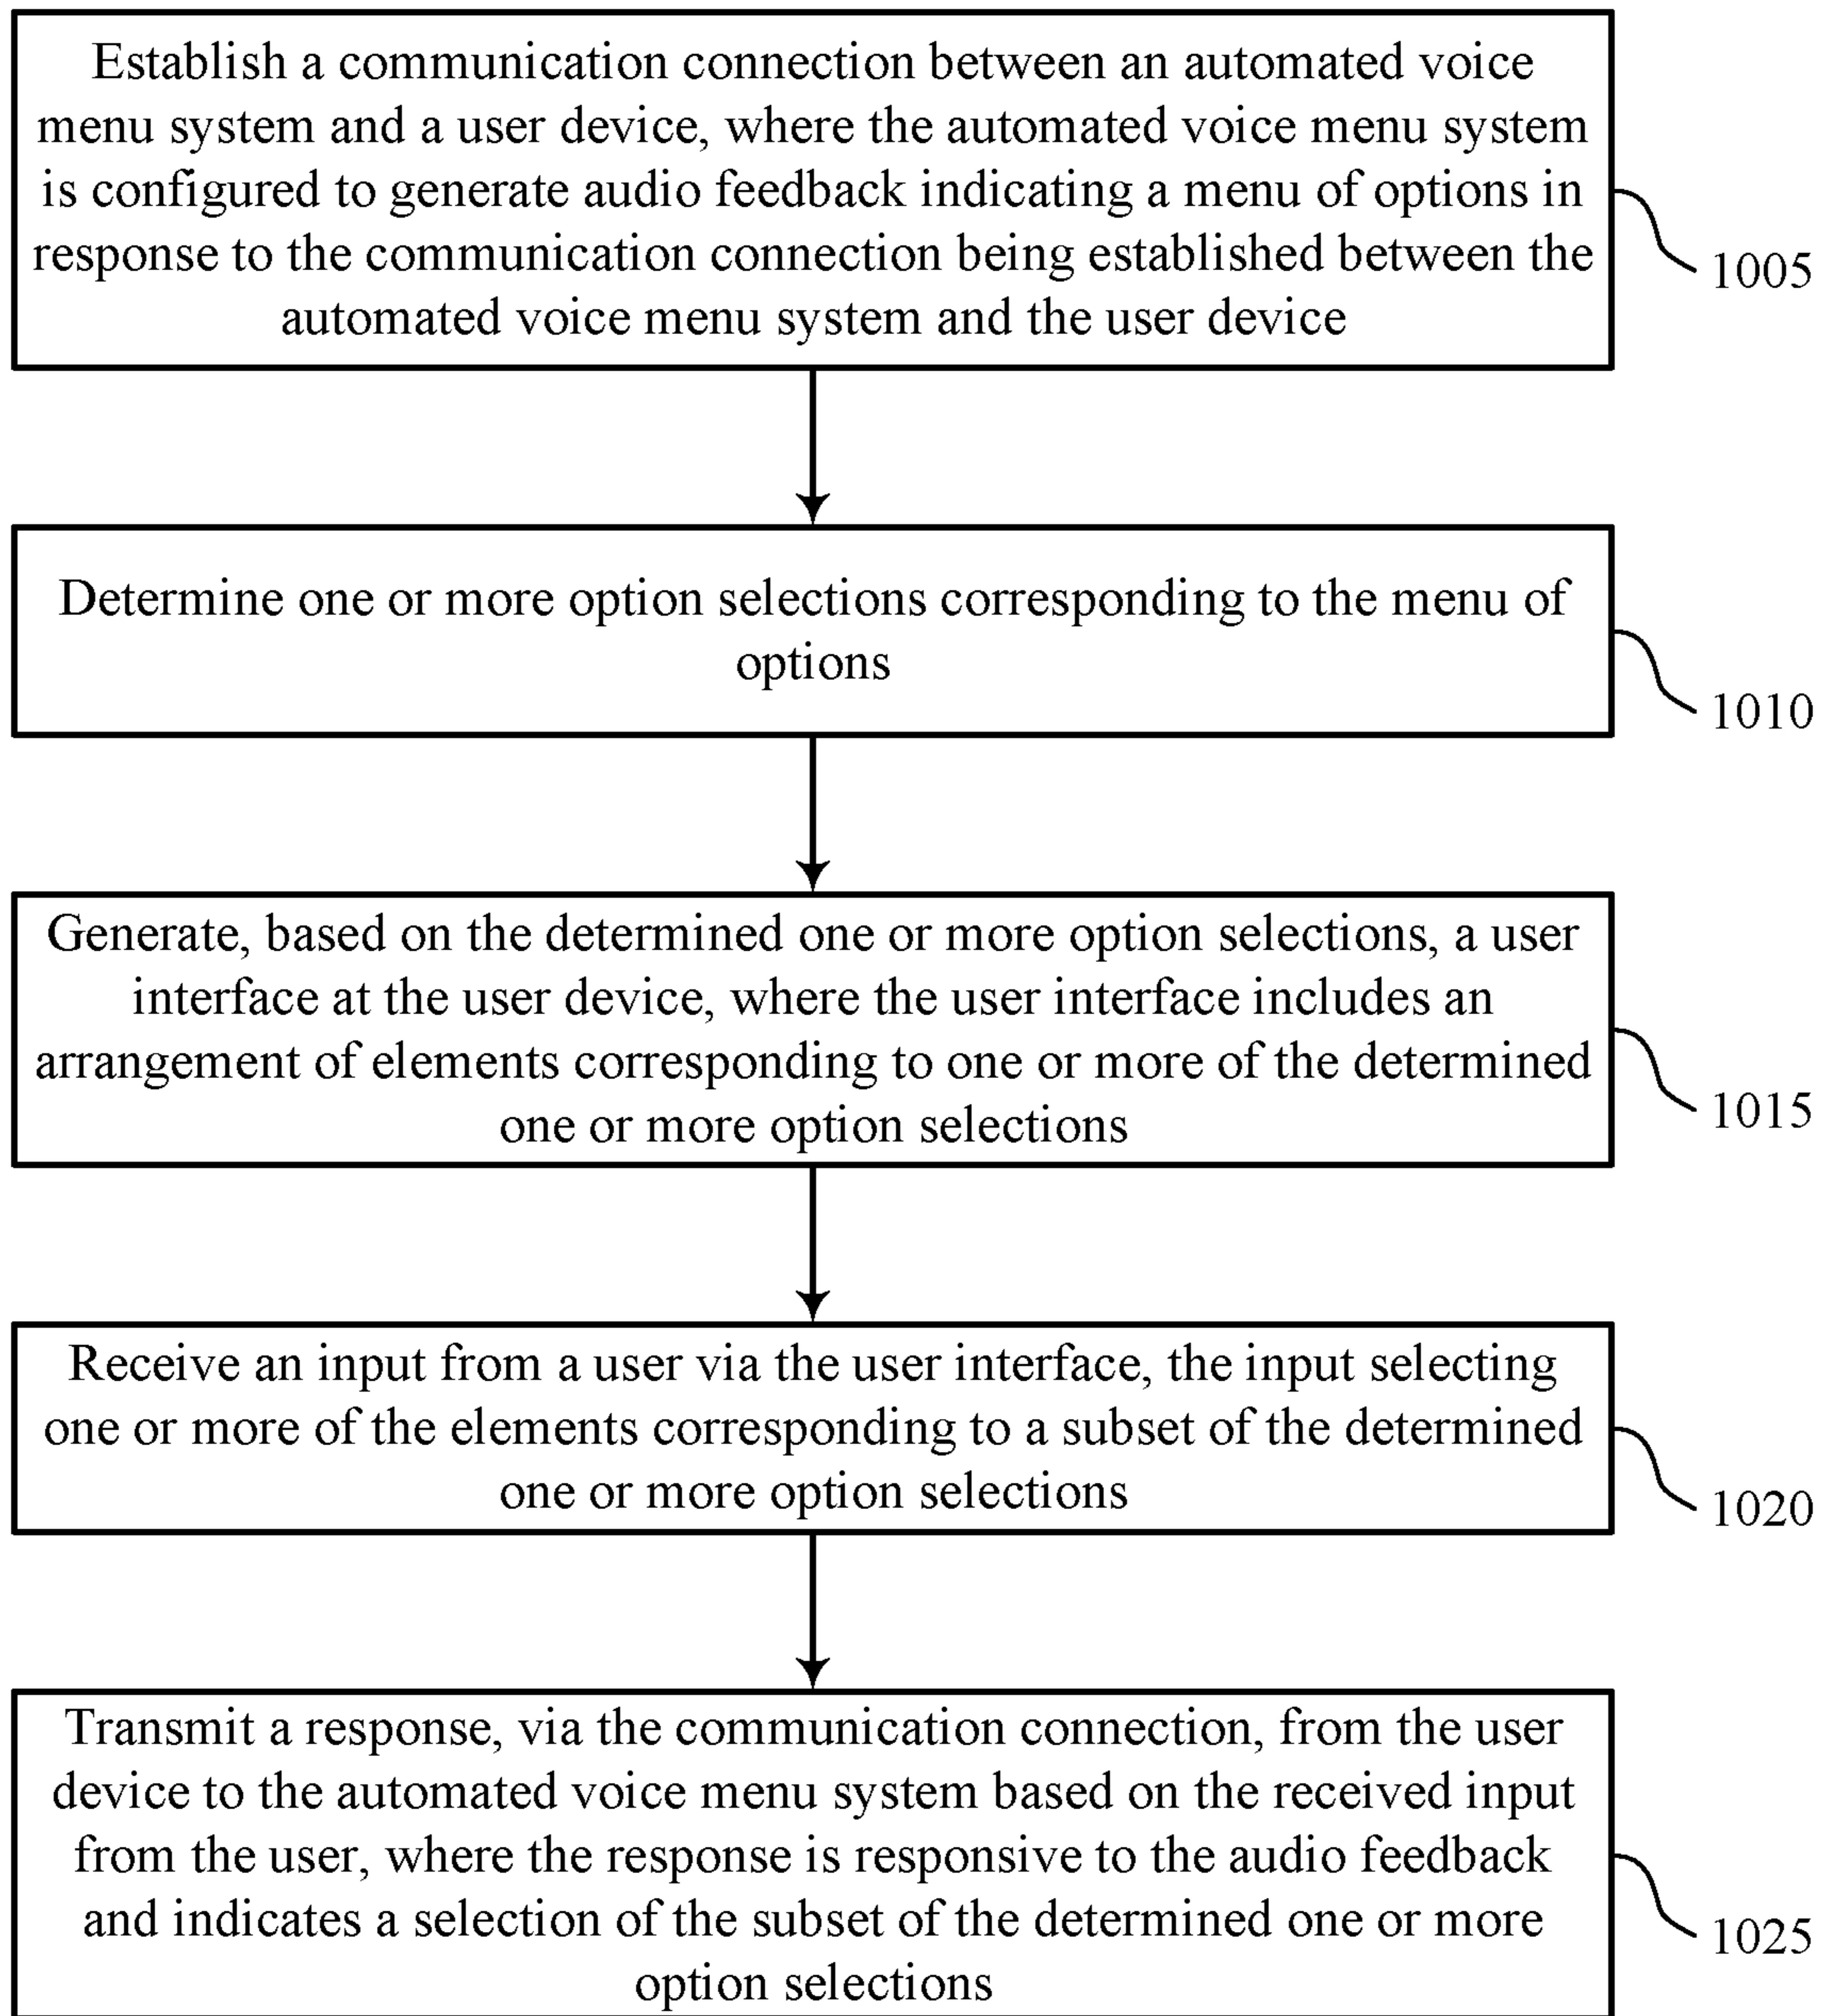 Establish a communication connection between an automated voice
menu system and a user device, where the automated voice menu system
is configured to generate audio feedback indicating a menu of options in
response to the communication connection being established between the
automated voice menu system and the user device
1005
Determine one or more option selections corresponding to the menu of
options
1010
Generate, based on the determined one or more option selections, a user
interface at the user device, where the user interface includes an
arrangement of elements corresponding to one or more of the determined
one or more option selections
1015
Receive an input from a user via the user interface, the input selecting
one or more of the elements corresponding to a subset of the determined
one or more option selections
1020
Transmit a response, via the communication connection, from the user
device to the automated voice menu system based on the received input
from the user, where the response is responsive to the audio feedback
and indicates a selection of the subset of the determined one or more
option selections
1025